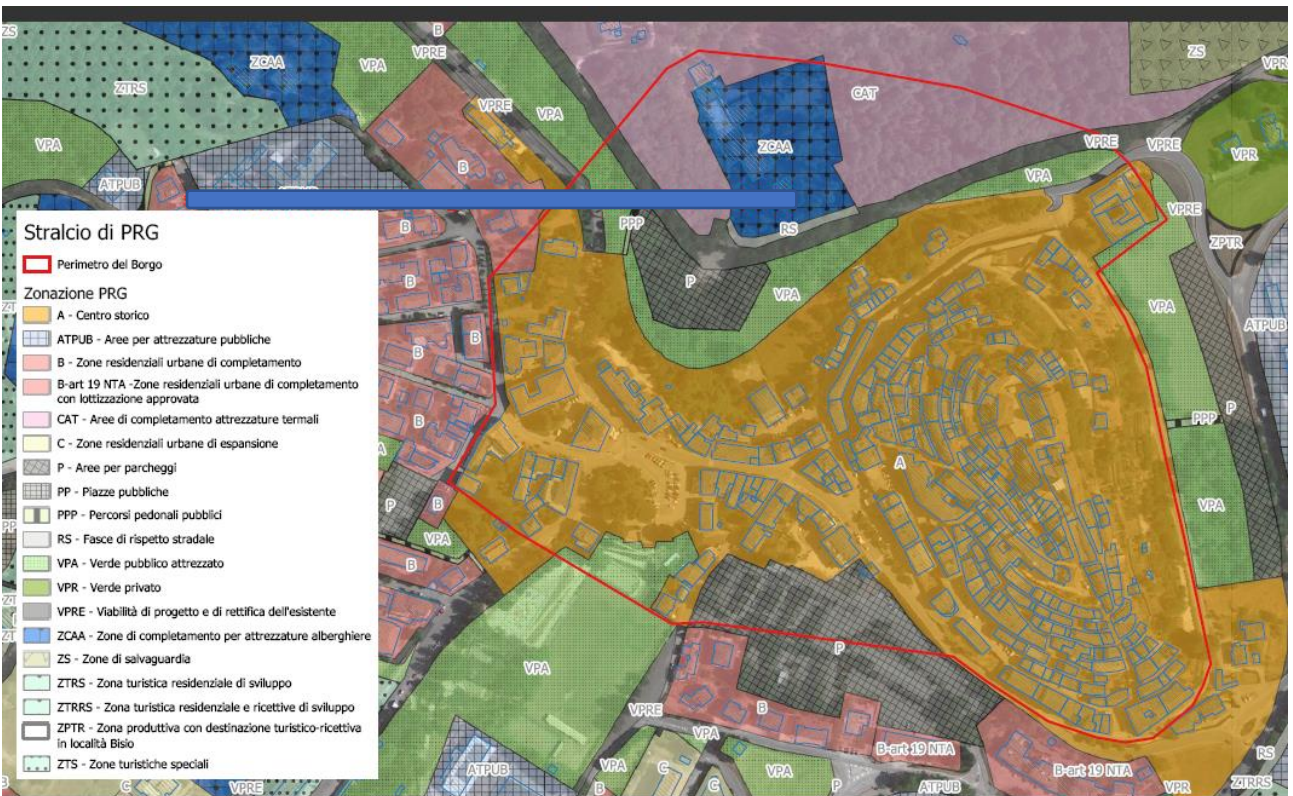 ZS
B
VPRE
ZCAA
VPA
ZS
VPR
ZTRS
CAT
VPRE
VPA
VPA
ZCAA
VPRE
VPRE
VPR
B
ATPUB
VPA
VPRE
PPP
RS
B
ZPTR
Stralcio di PRG
Perimetro del Borgo
Zonazione PRG
A - Centro storico
ATPUB - Aree per attrezzature pubbliche
B - Zone residenziali urbane di completamento
B-art 19 NTA -Zone residenziali urbane di completamento
con lottizzazione approvata
CAT - Aree di completamento attrezzature termali
C - Zone residenziali urbane di espansione
P - Aree per parcheggi
PP - Piazze pubbliche
PPP - Percorsi pedonali pubblici
RS - Fasce di rispetto stradale
VPA - Verde pubblico attrezzato
VPR - Verde privato
VPRE - Viabilità di progetto e di rettifica dell'esistente
ZCAA - Zone di completamento per attrezzature alberghiere
ZS - Zone di salvaguardia
ZTRS - Zona turistica residenziale di sviluppo
ZTRRS - Zona turistica residenziale e ricettive di sviluppo
ZPTR - Zona produttiva con destinazione turistico-ricettiva
in località Bisio
ZTS - Zone turistiche speciali
B
P
VPA
VPA
ATPUB
B
B
B
PPP
P
A
P
B
VPA
VPA
B
P
VPA
VPRE
B
VPA
B-art 19 NTA
RS
ATPUB
VPA
C
VPA
B-art 19 NTA
B
C
VPRE
B
C
P
ATPUB
VPR
ZTRRS